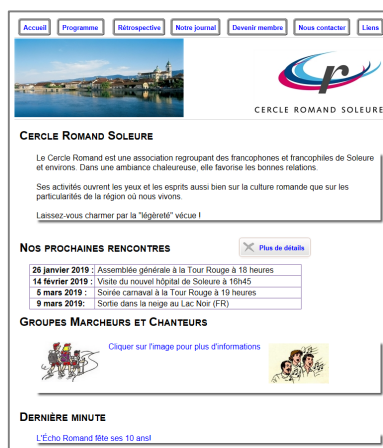 Accueil
Programme
Rétrospective
Notre journal
Devenir membre
Nous contacter
Liens
CERCLE ROMAND SOLEURE
CERCLE ROMAND SOLEURE
Le Cercle Romand est une association regroupant des francophones et francophiles de Soleure
et environs. Dans une ambiance chaleureuse, elle favorise les bonnes relations.
Ses activités ouvrent les yeux et les esprits aussi bien sur la culture romande que sur les
particularités de la région où nous vivons.
Laissez-vous charmer par la "légèreté" vécue !
NOS PROCHAINES RENCONTRES
Plus de détails
26 janvier 2019 : Assemblée générale à la Tour Rouge à 18 heures
14 février 2019 : Visite du nouvel hôpital de Soleure à 16h45
5 mars 2019 : Soirée carnaval à la Tour Rouge à 19 heures
9 mars 2019: Sortie dans la neige au Lac Noir (FR)
GROUPES MARCHEURS ET CHANTEURS
Cliquer sur l'image pour plus d'informations
DERNIÈRE MINUTE
L'Écho Romand fête ses 10 ans!